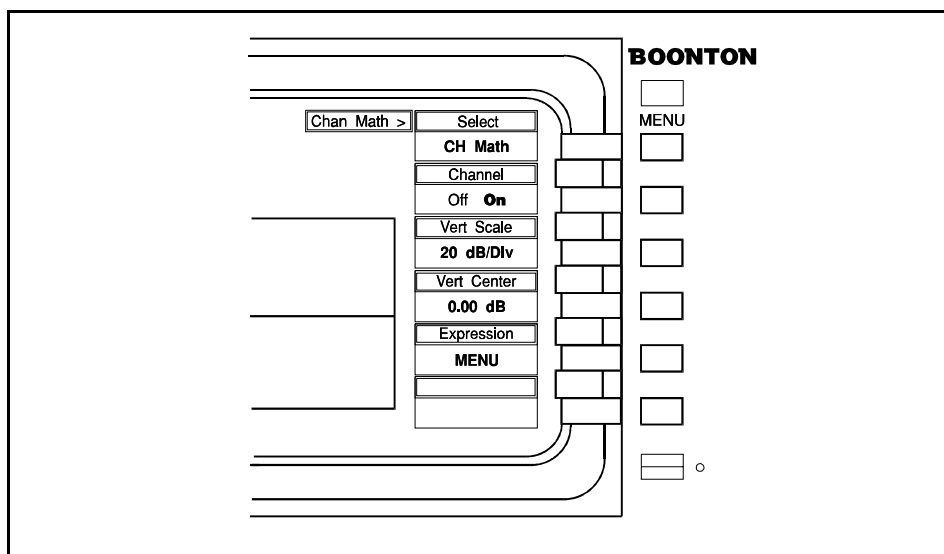 BOONTON
MENU
Chan Math >
Select
CH Math
Channel
Off On
Vert Scale
20 dB/Div
Vert Center
0.00 dB
Expression
MENU